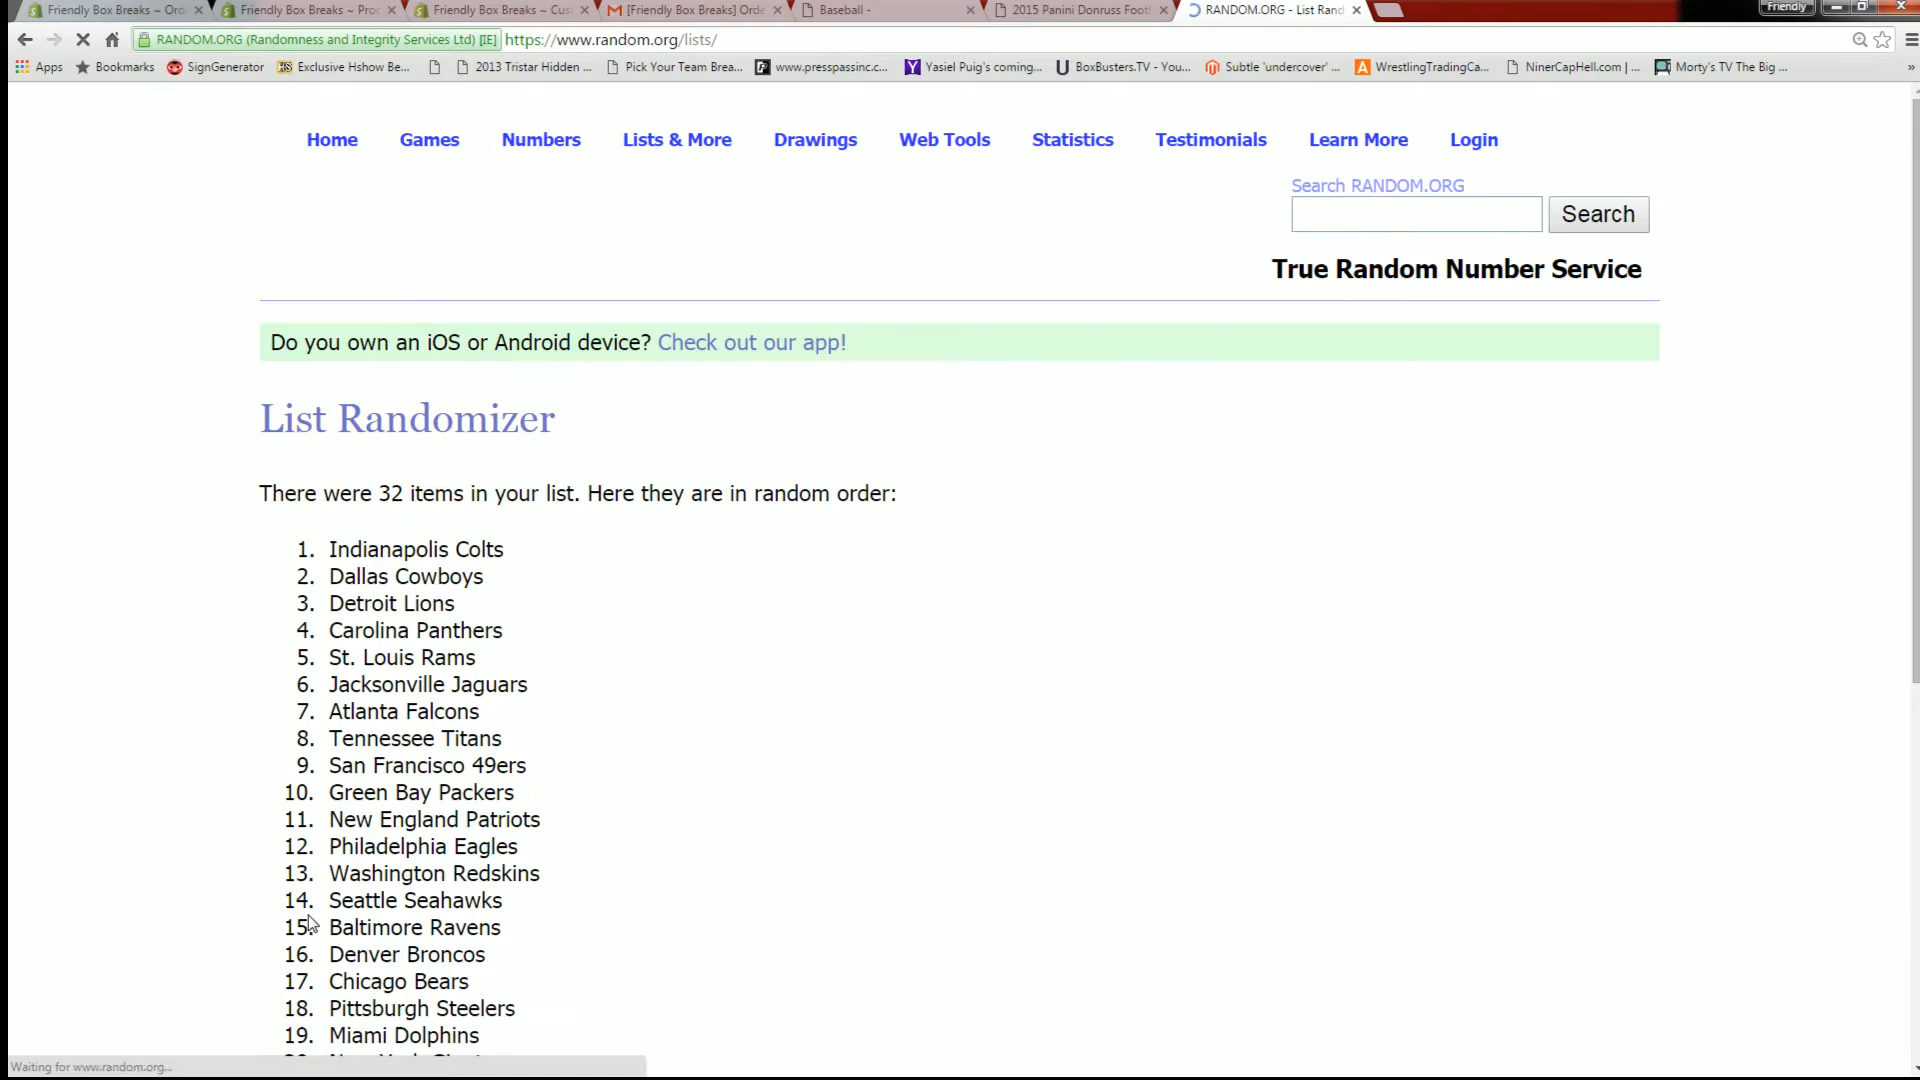 Friendly Box Breaks ~ Ord
Friendly Box Breaks ~ Pro
Friendly Box Breaks ~ Cus
[Friendly Box Breaks] Orde
Baseball -
2015 Panini Donruss Foot
RANDOM.ORG - List Rand
Friendly
RANDOM.ORG (Randomness and Integrity Services Ltd) [IE]
https://www.random.org/lists/
Apps
Bookmarks
SignGenerator
Exclusive Hshow Be...
2013 Tristar Hidden ...
Pick Your Team Brea...
www.presspassinc.c...
Yasiel Puig's coming...
BoxBusters.TV - You...
Subtle 'undercover' ...
WrestlingTradingCa...
NinerCapHell.com | ...
Morty's TV The Big ...
»
Home
Games
Numbers
Lists & More
Drawings
Web Tools
Statistics
Testimonials
Learn More
Login
Search RANDOM.ORG
Search
True Random Number Service
Do you own an iOS or Android device? Check out our app!
List Randomizer
There were 32 items in your list. Here they are in random order:
1. Indianapolis Colts
2. Dallas Cowboys
3. Detroit Lions
4. Carolina Panthers
5. St. Louis Rams
6. Jacksonville Jaguars
7. Atlanta Falcons
8. Tennessee Titans
9. San Francisco 49ers
10. Green Bay Packers
11. New England Patriots
12. Philadelphia Eagles
13. Washington Redskins
14. Seattle Seahawks
15. Baltimore Ravens
16. Denver Broncos
17. Chicago Bears
18. Pittsburgh Steelers
19. Miami Dolphins
Waiting for www.random.org...